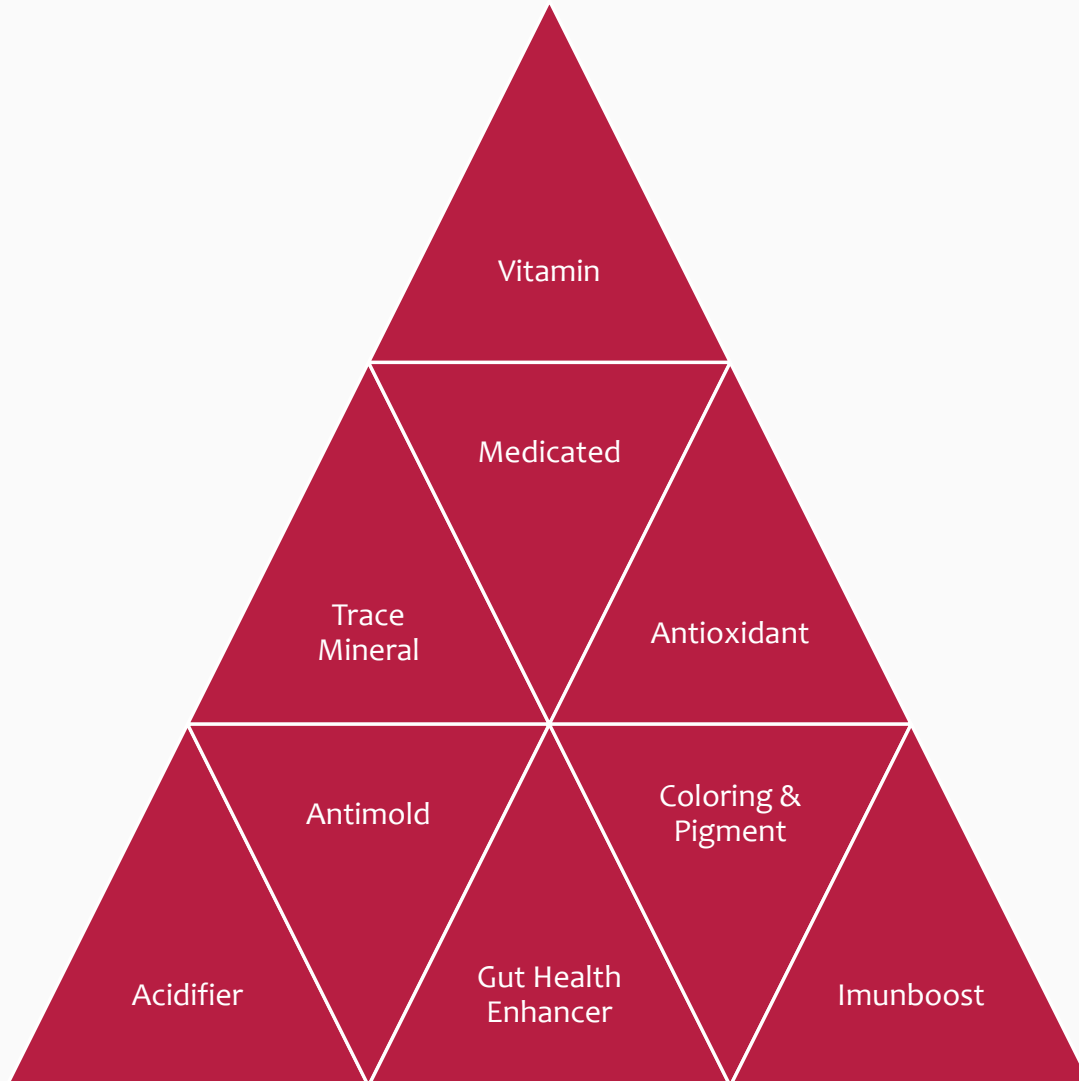 Vitamin
Medicated
Trace
Mineral
Antioxidant
Antimold
Coloring &
Pigment
Acidifier
Gut Health
Enhancer
Imunboost